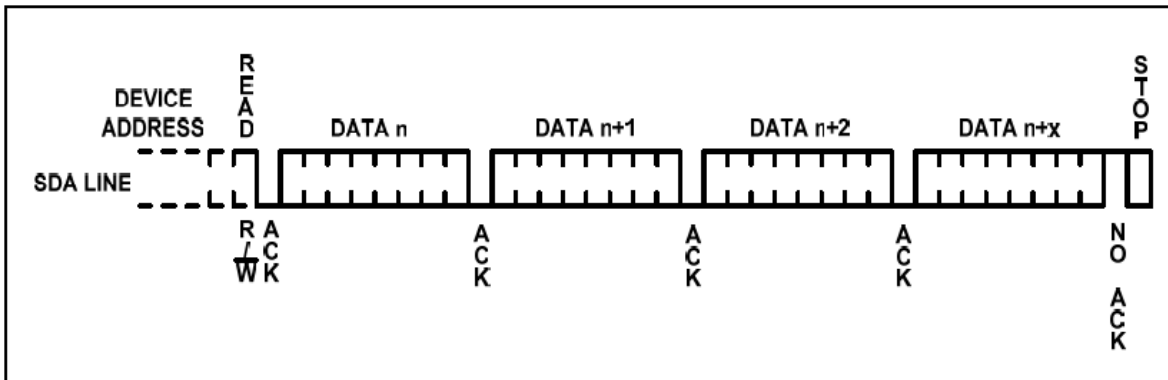 READ
STOP
DEVICE
ADDRESS
DATA n
DATA n+1
DATA n+2
DATA n+x
SDA LINE
R/W
ACK
ACK
ACK
ACK
NO ACK